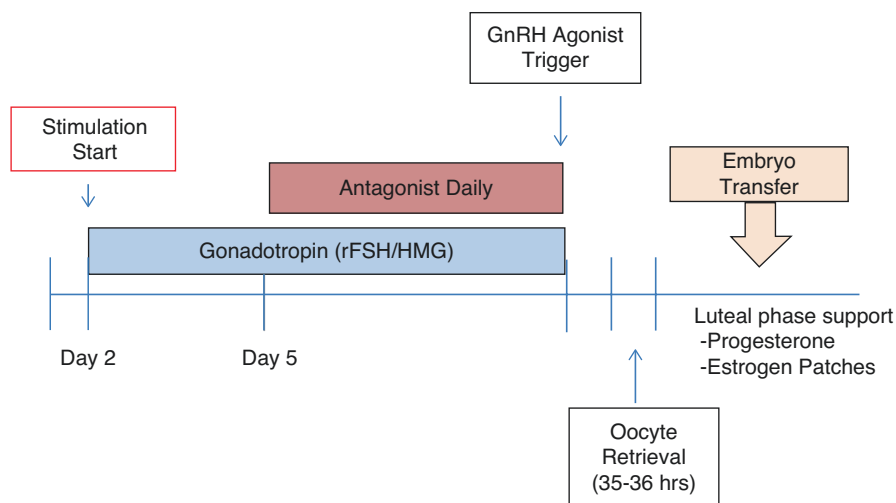 GnRH Agonist
Trigger
Stimulation
Start
Embryo
Transfer
Antagonist Daily
Gonadotropin (rFSH/HMG)
Day 2
Day 5
Luteal phase support
-Progesterone
-Estrogen Patches
Oocyte
Retrieval
(35-36 hrs)